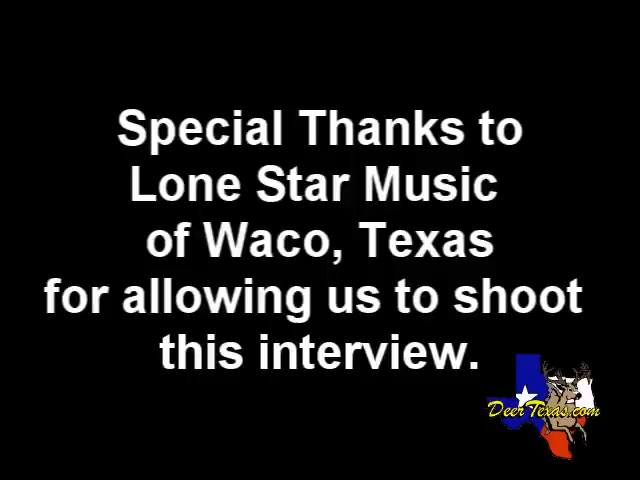 Special Thanks to
Lone Star Music
of Waco, Texas
for allowing us to shoot
this interview.
DeerTexas.com